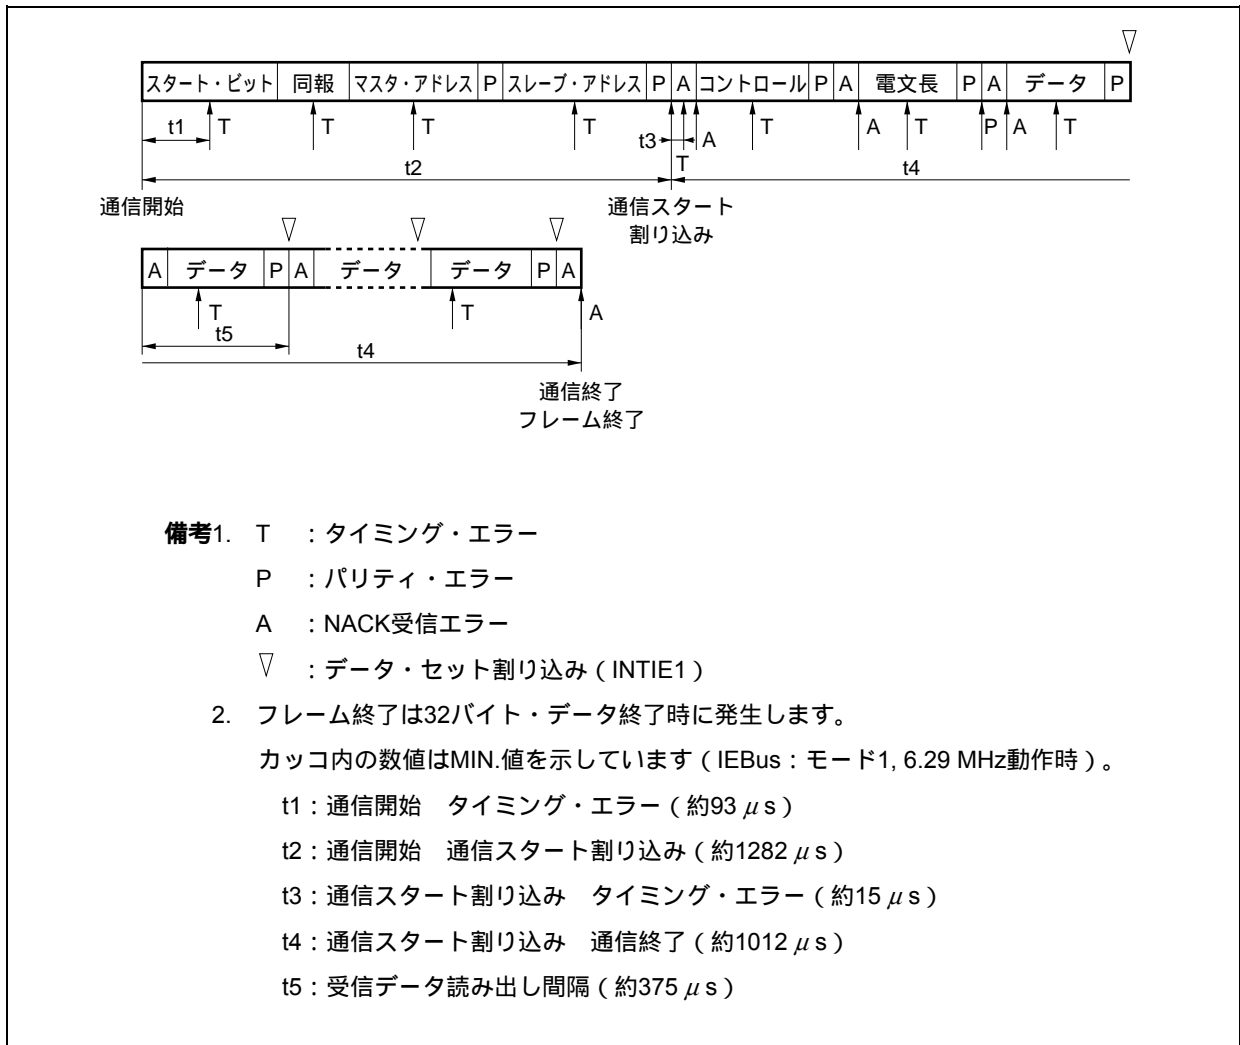 スタート・ビット 同報 マスタ・アドレス P スレーブ・アドレス P A コントロール P A 電文長 P A データ P
t1 T T T T t3 A T A T P A T
T
t2 t4
通信開始 通信スタート
割り込み
A データ P A データ データ P A
T T A
t5
t4
通信終了
フレーム終了
備考1. T :タイミング・エラー
P :パリティ・エラー
A :NACK受信エラー
▽ :データ・セット割り込み(INTIE1)
2. フレーム終了は32バイト・データ終了時に発生します。
カッコ内の数値はMIN.値を示しています(IEBus:モード1, 6.29 MHz動作時)。
t1:通信開始 タイミング・エラー(約93 μs)
t2:通信開始 通信スタート割り込み(約1282 μs)
t3:通信スタート割り込み タイミング・エラー(約15 μs)
t4:通信スタート割り込み 通信終了(約1012 μs)
t5:受信データ読み出し間隔(約375 μs)